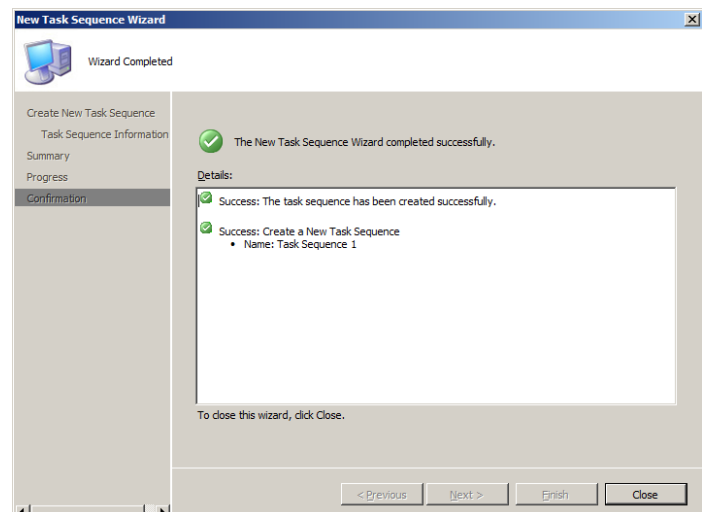 New Task Sequence Wizard
Wizard Completed
Create New Task Sequence
Task Sequence Information
Summary
Progress
Confirmation
The New Task Sequence Wizard completed successfully.
Details:
Success: The task sequence has been created successfully.
Success: Create a New Task Sequence
• Name: Task Sequence 1
To close this wizard, click Close.
< Previous
Next >
Finish
Close